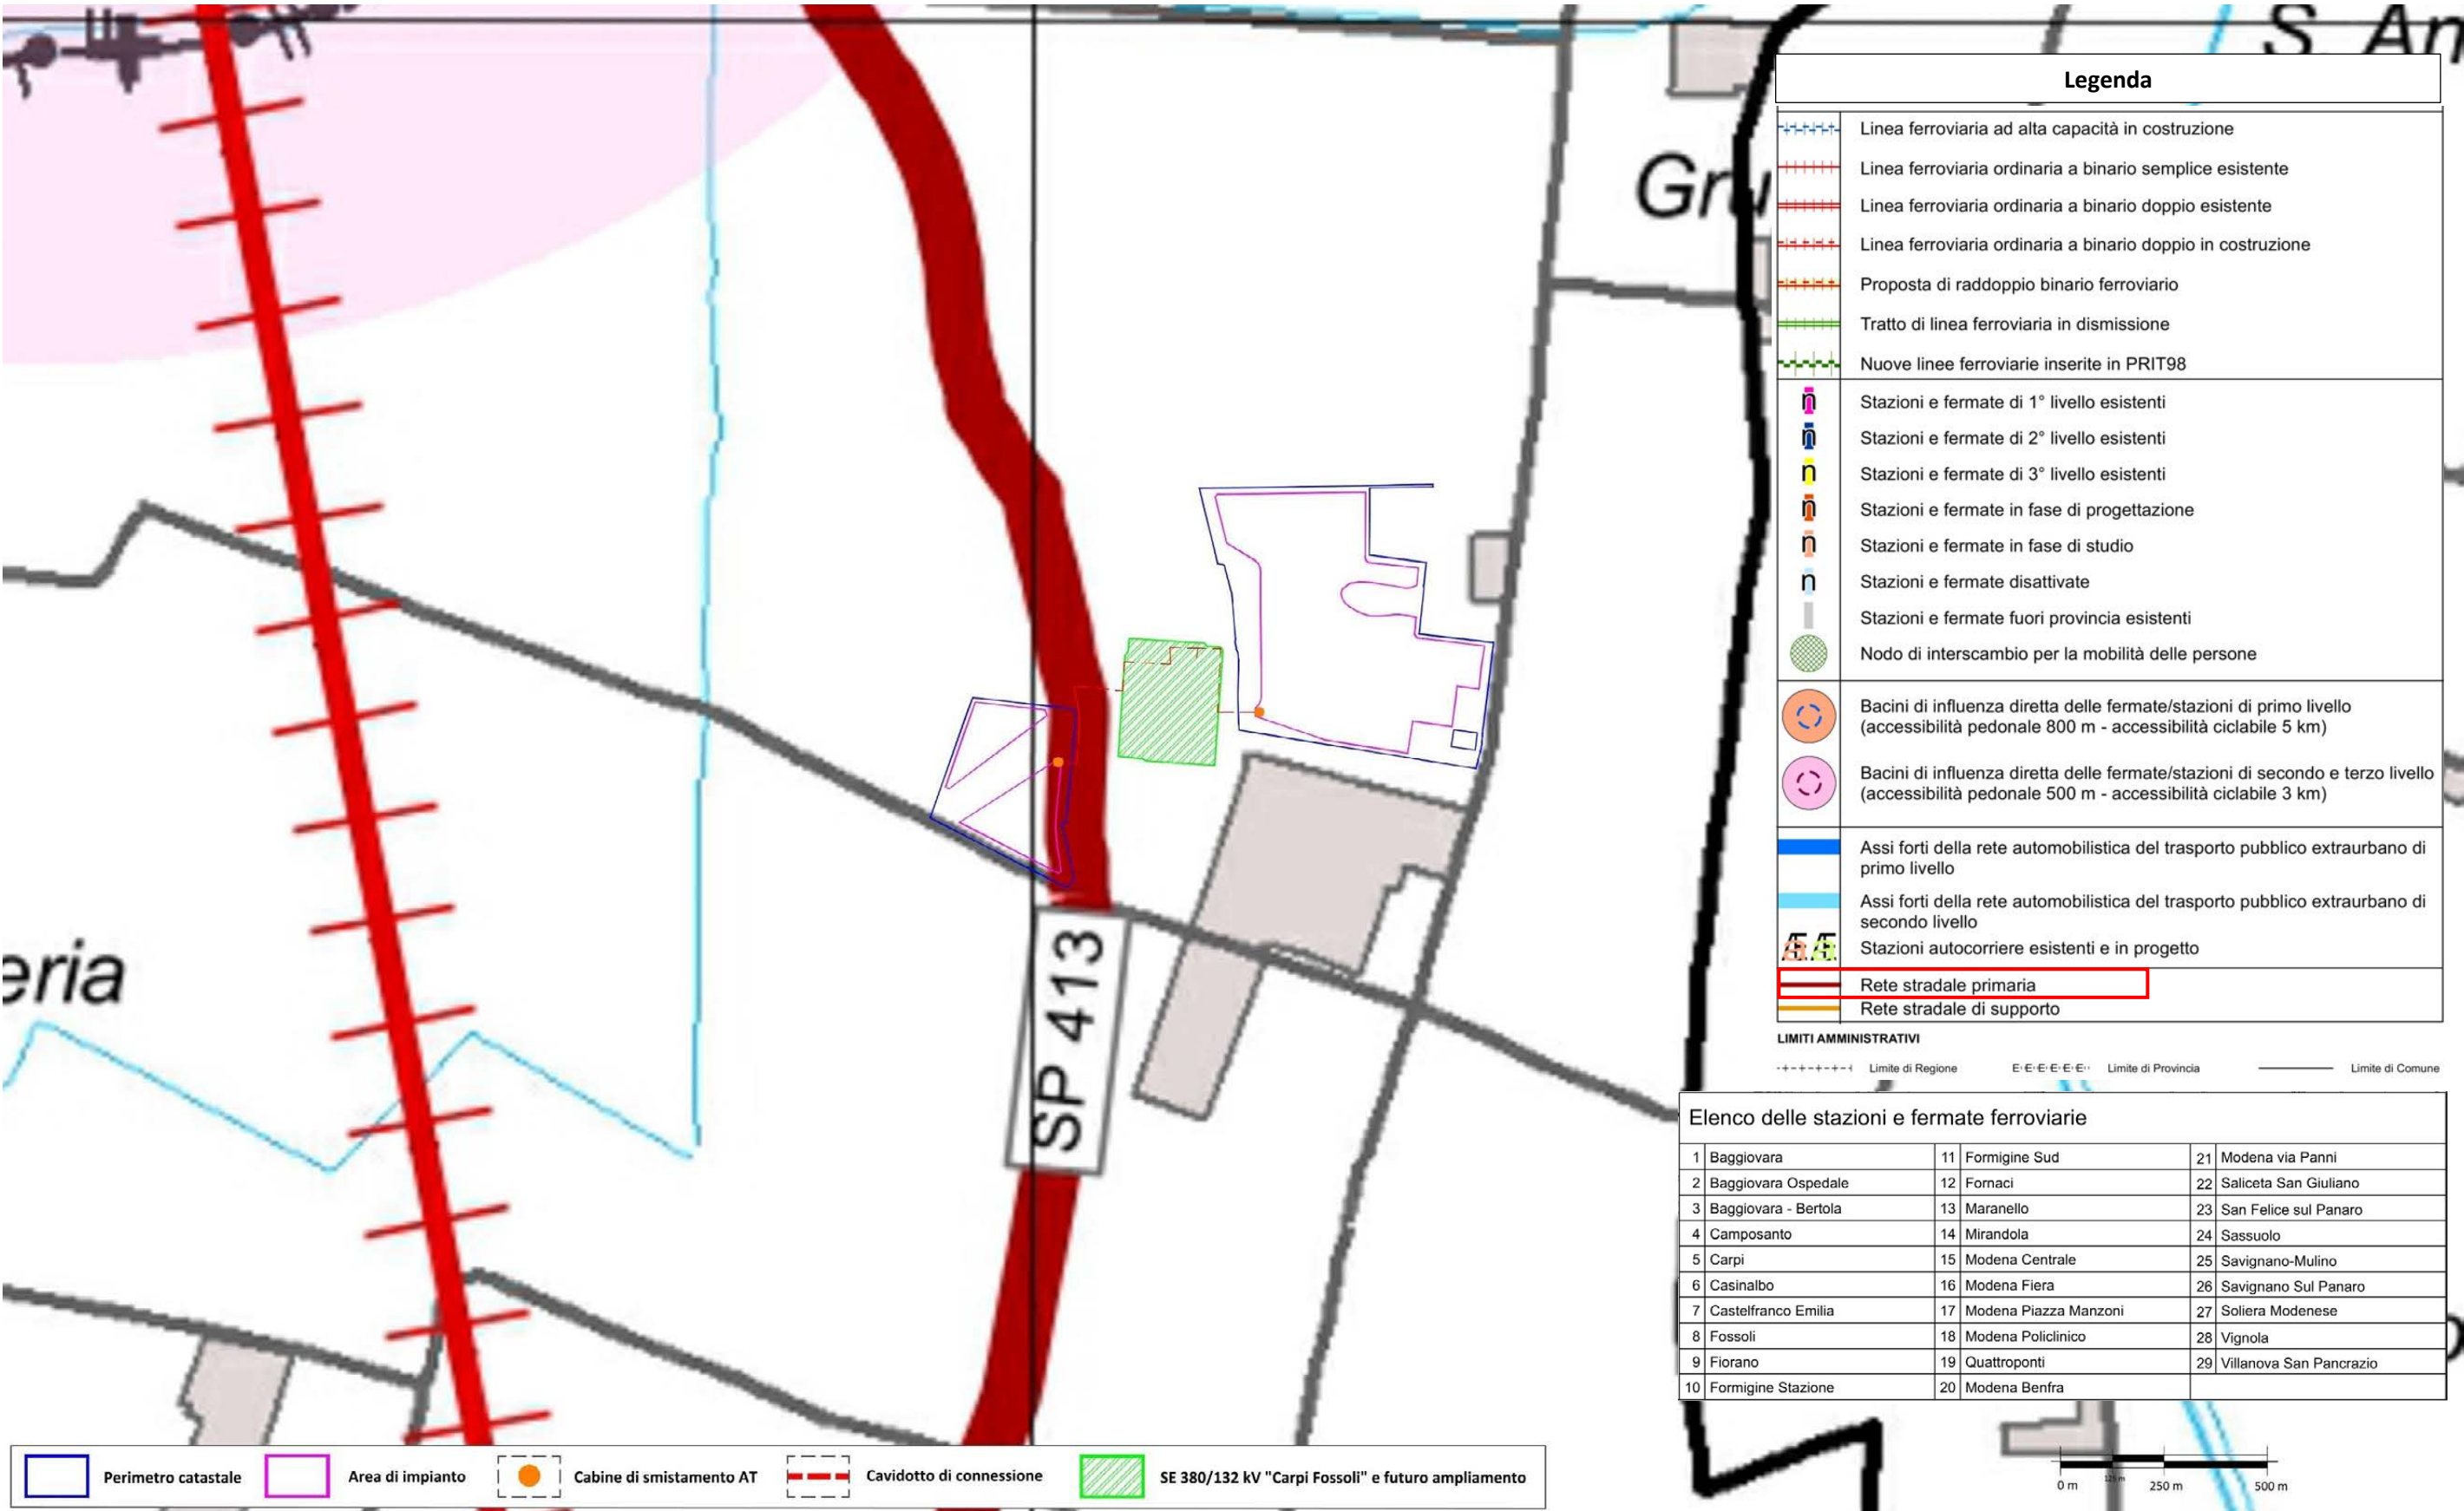 S. An
Legenda
Linea ferroviaria ad alta capacità in costruzione
Linea ferroviaria ordinaria a binario semplice esistente
Gru
Linea ferroviaria ordinaria a binario doppio esistente
Linea ferroviaria ordinaria a binario doppio in costruzione
Proposta di raddoppio binario ferroviario
Tratto di linea ferroviaria in dismissione
Nuove linee ferroviarie inserite in PRIT98
n Stazioni e fermate di 1° livello esistenti
n Stazioni e fermate di 2° livello esistenti
n Stazioni e fermate di 3° livello esistenti
n Stazioni e fermate in fase di progettazione
n Stazioni e fermate in fase di studio
n Stazioni e fermate disattivate
Stazioni e fermate fuori provincia esistenti
Nodo di interscambio per la mobilità delle persone
Bacini di influenza diretta delle fermate/stazioni di primo livello
(accessibilità pedonale 800 m - accessibilità ciclabile 5 km)
Bacini di influenza diretta delle fermate/stazioni di secondo e terzo livello
(accessibilità pedonale 500 m - accessibilità ciclabile 3 km)
Assi forti della rete automobilistica del trasporto pubblico extraurbano di
primo livello
Assi forti della rete automobilistica del trasporto pubblico extraurbano di
secondo livello
Stazioni autocorriere esistenti e in progetto
Rete stradale primaria
Rete stradale di supporto
eria
SP 413
LIMITI AMMINISTRATIVI
Limite di Regione E·E·E·E·E·E·· Limite di Provincia Limite di Comune
Elenco delle stazioni e fermate ferroviarie
1 Baggiovara 11 Formigine Sud 21 Modena via Panni
2 Baggiovara Ospedale 12 Fornaci 22 Saliceta San Giuliano
3 Baggiovara - Bertola 13 Maranello 23 San Felice sul Panaro
4 Camposanto 14 Mirandola 24 Sassuolo
5 Carpi 15 Modena Centrale 25 Savignano-Mulino
6 Casinalbo 16 Modena Fiera 26 Savignano Sul Panaro
7 Castelfranco Emilia 17 Modena Piazza Manzoni 27 Soliera Modenese
8 Fossoli 18 Modena Policlinico 28 Vignola
9 Fiorano 19 Quattroponti 29 Villanova San Pancrazio
10 Formigine Stazione 20 Modena Benfra
Perimetro catastale Area di impianto Cabine di smistamento AT Cavidotto di connessione SE 380/132 kV "Carpi Fossoli" e futuro ampliamento
0 m 125 m 250 m 500 m